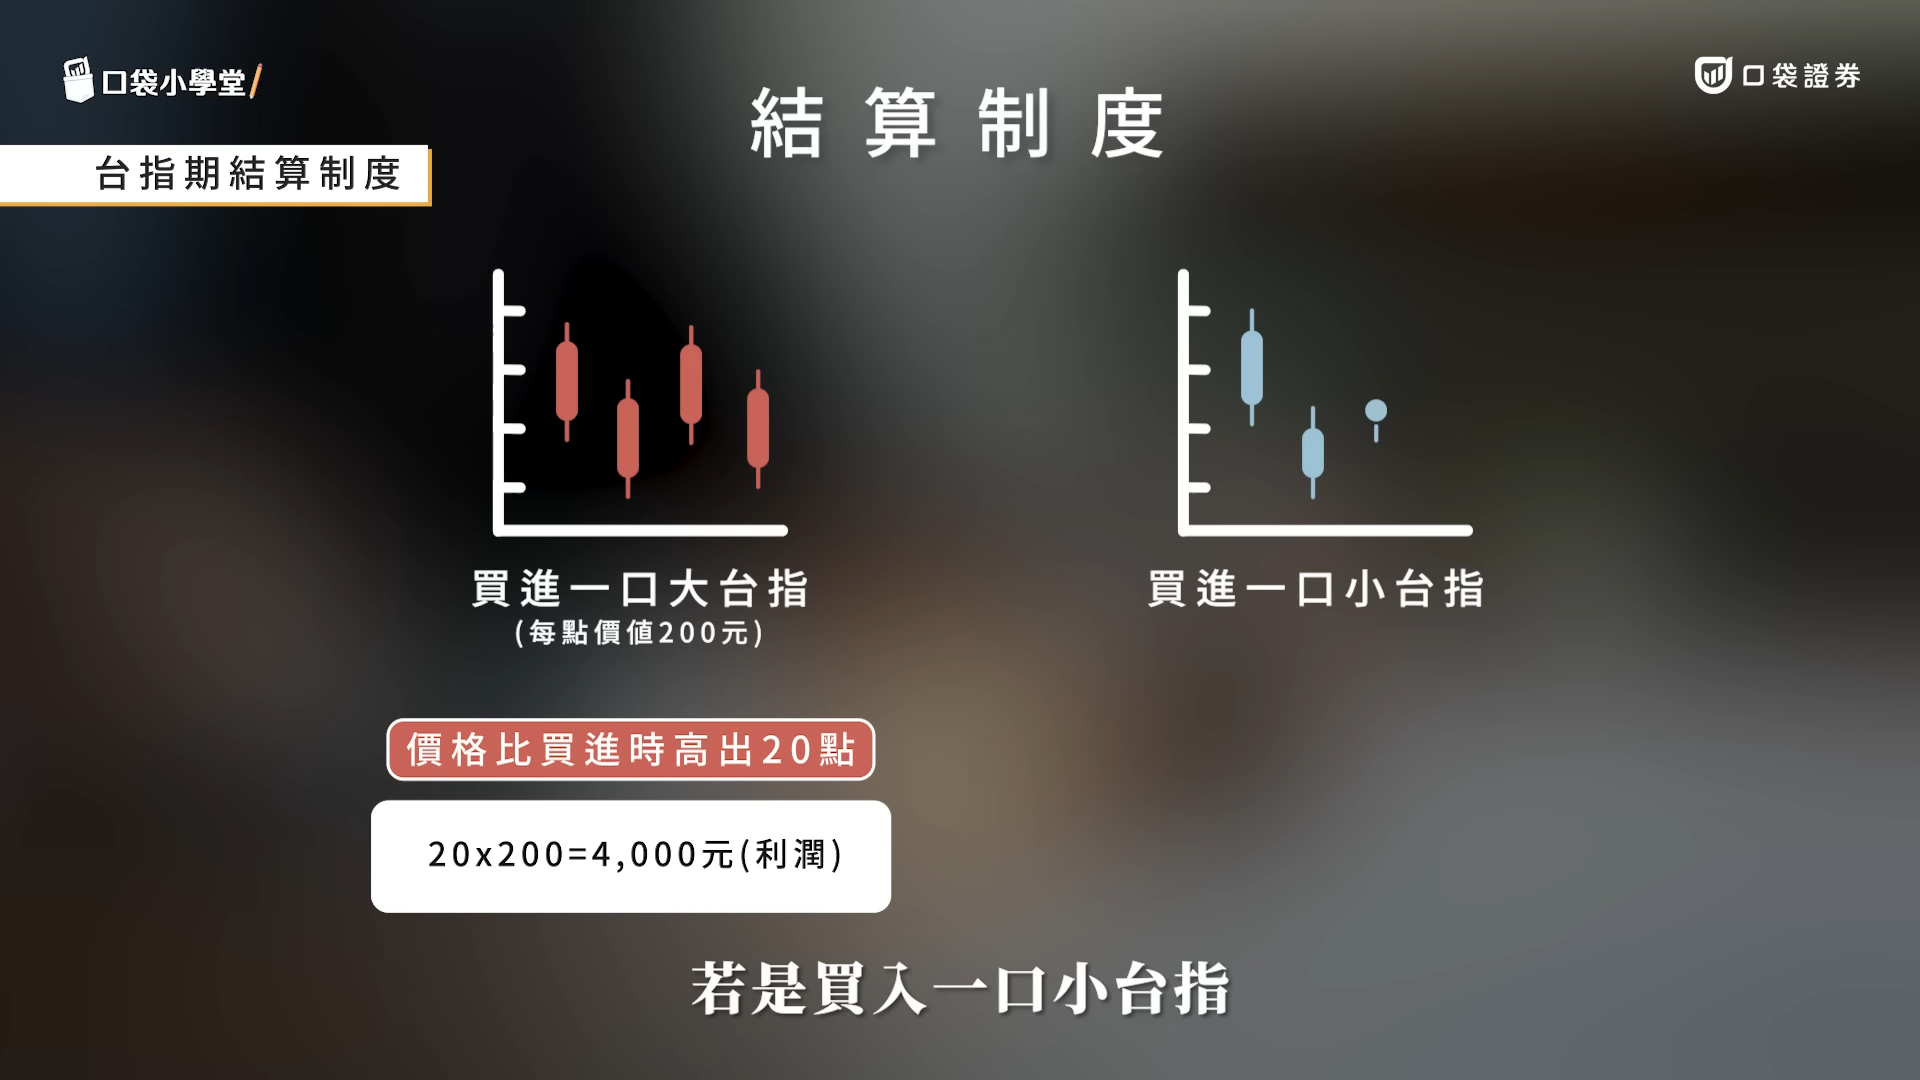 口袋小學堂
口袋證券
結算制度
台指期結算制度
買進一口大台指
(每點價值200元)
買進一口小台指
價格比買進時高出20點
20x200=4,000元(利潤)
若是買入一口小台指